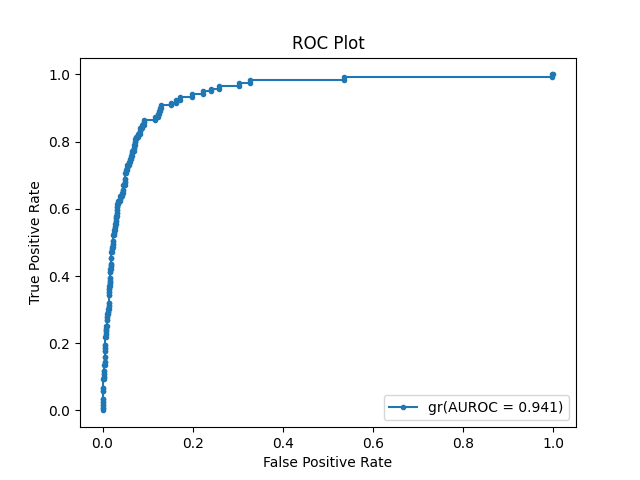 ROC Plot
1.0
0.8
0.6
0.4
0.2
0.0
True Positive Rate
gr(AUROC = 0.941)
0.0 0.2 0.4 0.6 0.8 1.0
False Positive Rate